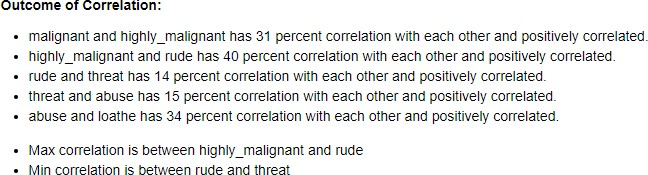 Outcome of Correlation:
• malignant and highly_malignant has 31 percent correlation with each other and positively correlated.
• highly_malignant and rude has 40 percent correlation with each other and positively correlated.
• rude and threat has 14 percent correlation with each other and positively correlated.
• threat and abuse has 15 percent correlation with each other and positively correlated.
• abuse and loathe has 34 percent correlation with each other and positively correlated.
• Max correlation is between highly_malignant and rude
• Min correlation is between rude and threat